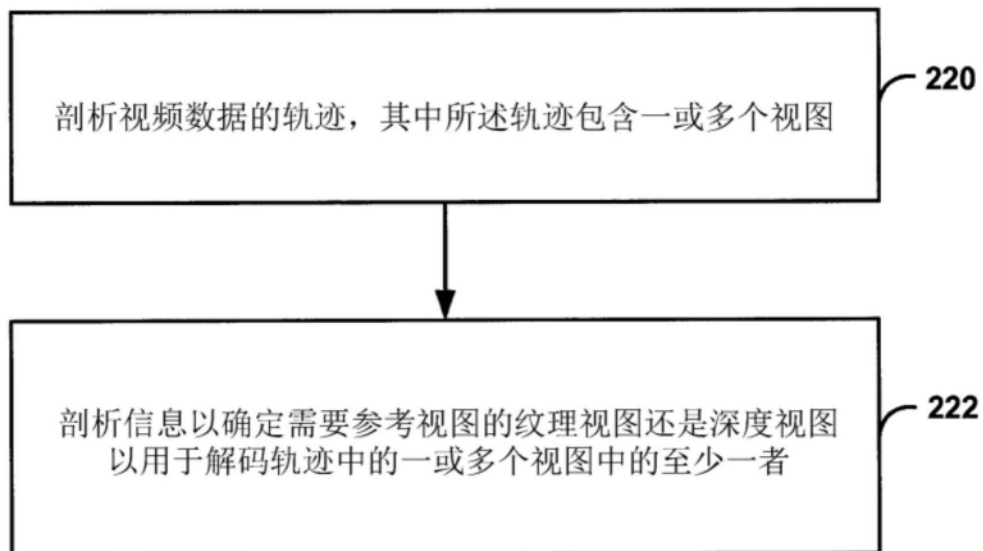 剖析视频数据的轨迹，其中所述轨迹包含一或多个视图
220
剖析信息以确定需要参考视图的纹理视图还是深度视图
以用于解码轨迹中的一或多个视图中的至少一者
222